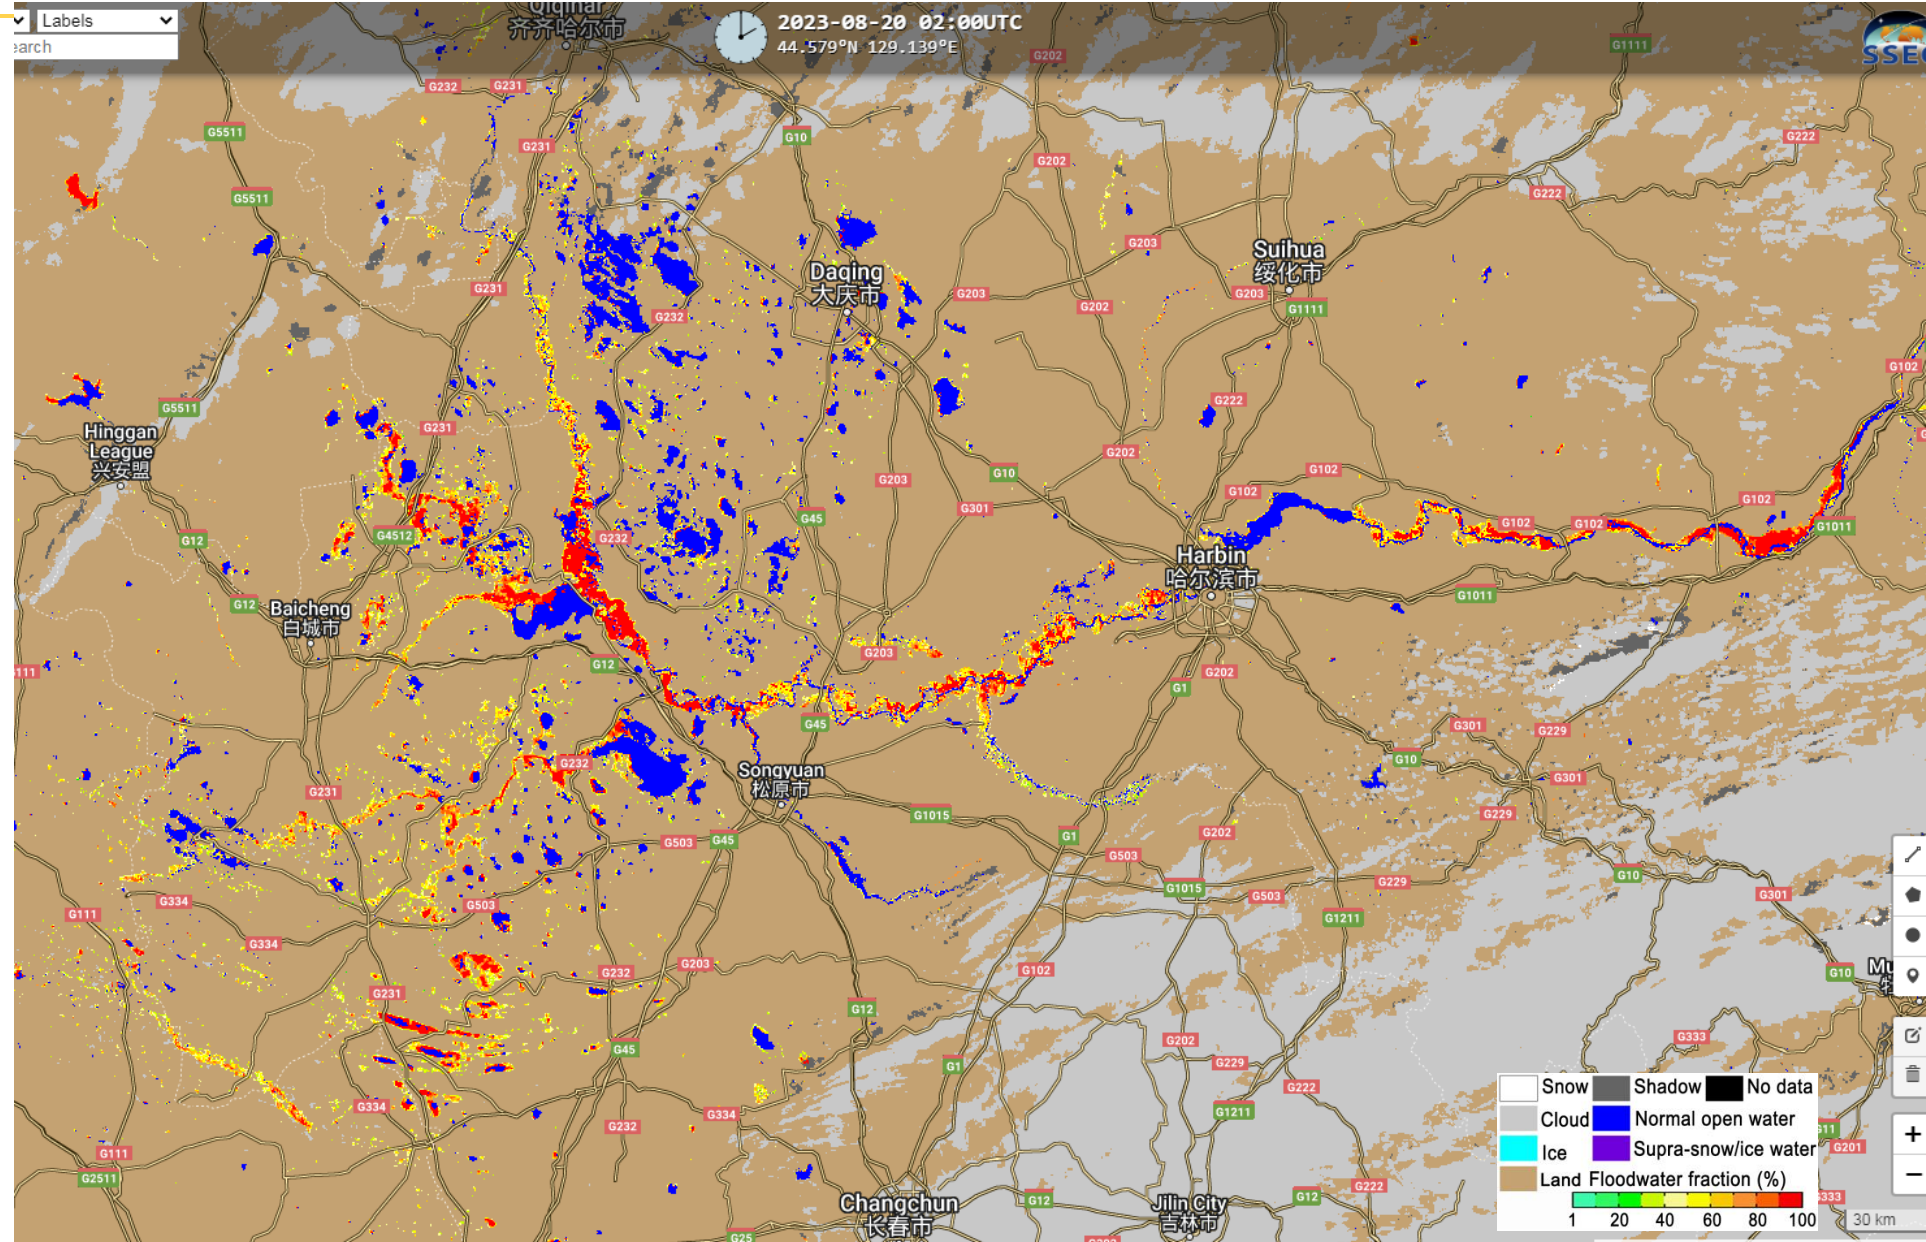 Labels
earch
Qiqihar
齐齐哈尔市
2023-08-20 02:00UTC
44.579°N 129.139°E
SSEC
G202
G1111
G232
G231
G5511
G231
G10
G202
G222
G222
G5511
G203
Suihua
绥化市
Daqing
大庆市
G231
G203
G203
G202
G1111
G232
G102
G5511
G222
G231
Hinggan
League
兴安盟
G202
G10
G102
G203
G102
G102
G301
G45
G102
G102
G1011
G4512
G232
G12
Harbin
哈尔滨市
G1011
G12
Baicheng
白城市
G203
G12
G202
G1
111
G45
G301
G229
G232
G10
Songyuan
松原市
G301
G231
G1015
G229
G1
G202
G503
G45
G503
G10
G334
G503
G1015
G503
G229
G301
G111
G334
G1211
G232
G203
G102
G10
Mu
G231
G12
G202
G333
G45
G1
G229
G222
G334
G334
G1211
G232
G111
G2511
11
G201
Changchun
长春市
G12
Jilin City
吉林市
G12
G222
G25
333
Snow
Shadow
No data
Cloud
Normal open water
Ice
Supra-snow/ice water
Land
Floodwater fraction (%)
1 20 40 60 80 100
30 km